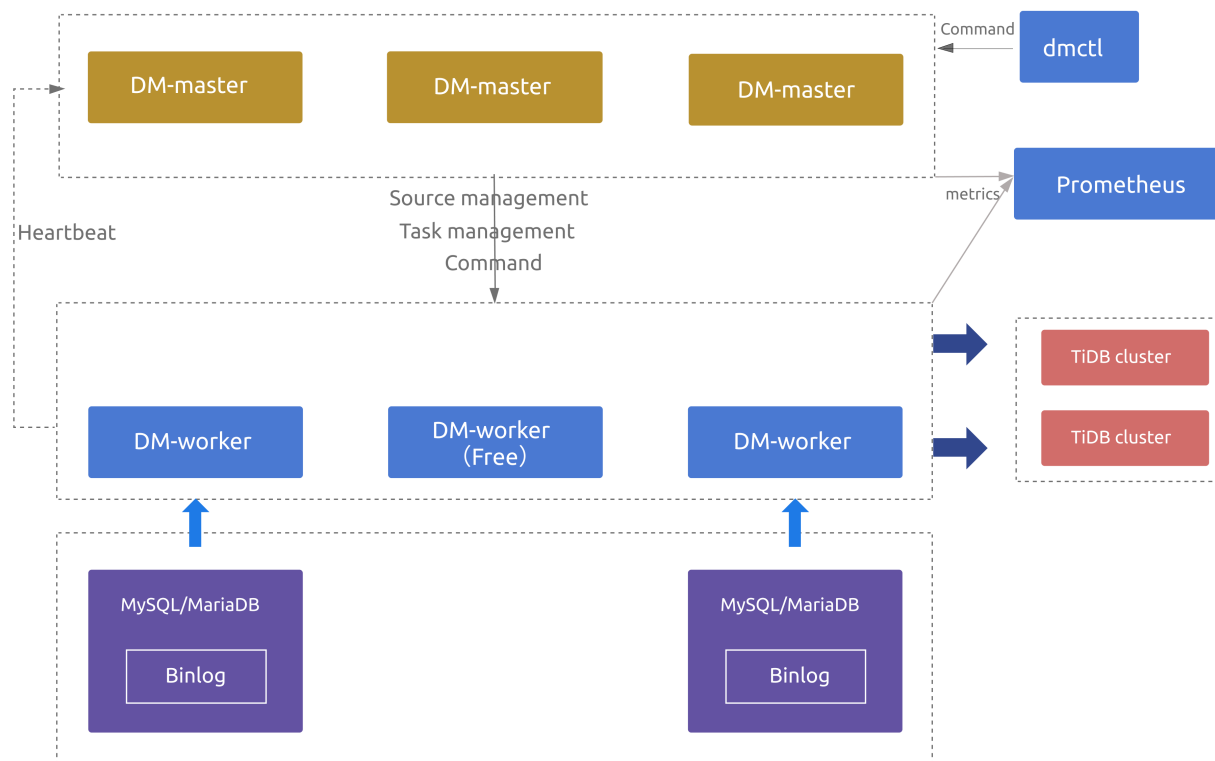 Command
dmctl
DM-master
DM-master
DM-master
Prometheus
metrics
Source management
Task management
Command
Heartbeat
TiDB cluster
TiDB cluster
DM-worker
DM-worker
（Free）
DM-worker
MySQL/MariaDB
Binlog
MySQL/MariaDB
Binlog